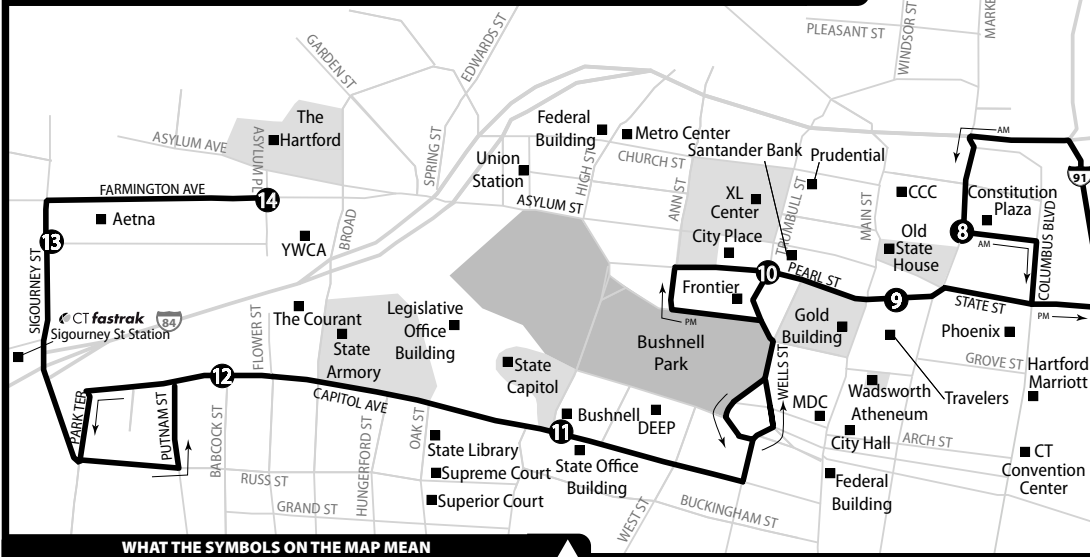 PLEASANT ST
WINDSOR ST
MARKE
GARDEN ST
EDWARDS ST
ASYLUM AVE
The
Hartford
ASYLUM PL
SPRING ST
Federal
Building
Metro Center
CHURCH ST
Santander Bank
Prudential
AM
91
Union
Station
HIGH ST
ANN ST
XL
Center
TRUMBULL ST
MAIN ST
CCC
Constitution
Plaza
FARMINGTON AVE
14
ASYLUM ST
Aetna
YWCA
BROAD
City Place
Old
State
House
8
AM
COLUMBUS BLVD
13
SIGOURNEY ST
10
PEARL ST
Frontier
PM
9
STATE ST
PM
CTfastrak
Sigourney St Station
84
FLOWER ST
The Courant
State
Armory
Legislative
Office
Building
State
Capitol
Bushnell
Park
Gold
Building
Phoenix
GROVE ST
Hartford
Marriott
12
CAPITOL AVE
WELLS ST
Wadsworth
Atheneum
Travelers
PARK TER
PUTNAM ST
BABCOCK ST
HUNGERFORD ST
OAK ST
11
Bushnell
DEEP
MDC
City Hall
ARCH ST
State Library
Supreme Court
Superior Court
State Office
Building
CT
Convention
Center
RUSS ST
GRAND ST
WEST ST
BUCKINGHAM ST
Federal
Building
WHAT THE SYMBOLS ON THE MAP MEAN